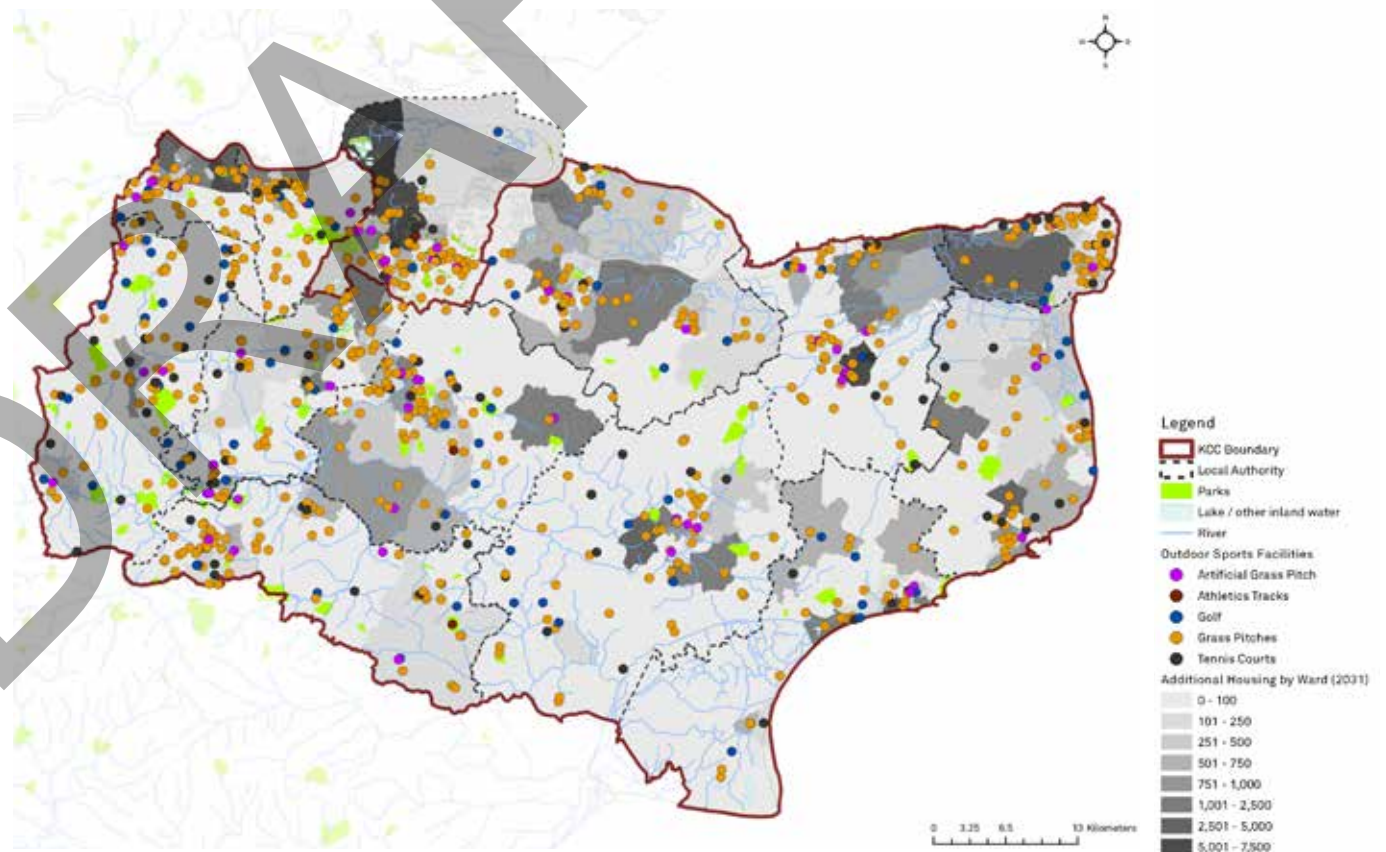 DRAF
N
W E
S
Legend
KCC Boundary
Local Authority
Parks
Lake / other inland water
River
Outdoor Sports Facilities
Artificial Grass Pitch
Athletics Tracks
Golf
Grass Pitches
Tennis Courts
Additional Housing by Ward (2031)
0 - 100
101 - 250
251 - 500
501 - 750
751 - 1,000
1,001 - 2,500
2,501 - 5,000
5,001 - 7,500
0 3.25 6.5 13 Kilometers